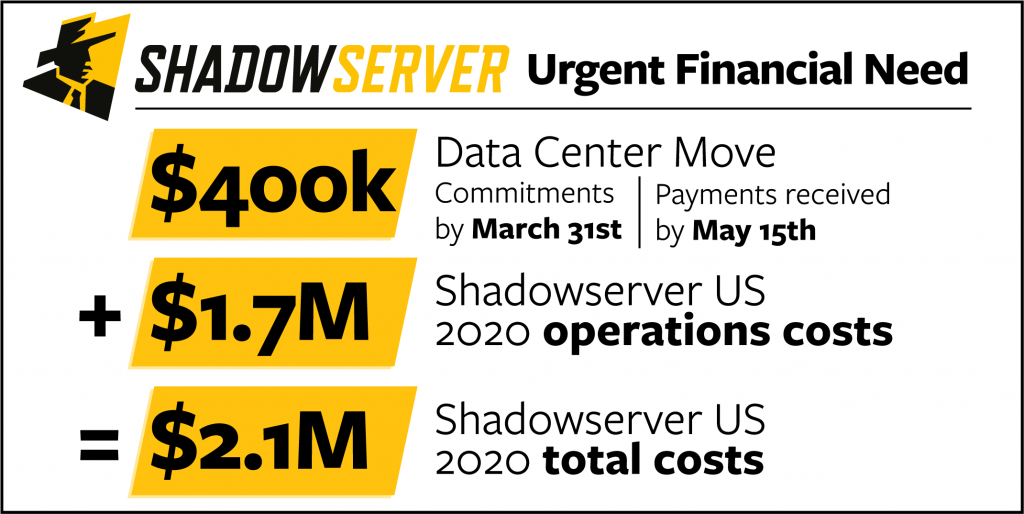 SHADOWSERVER Urgent Financial Need
$400k
Data Center Move
Commitments
by March 31st
Payments received
by May 15th
+ $1.7M
Shadowserver US
2020 operations costs
= $2.1M
Shadowserver US
2020 total costs